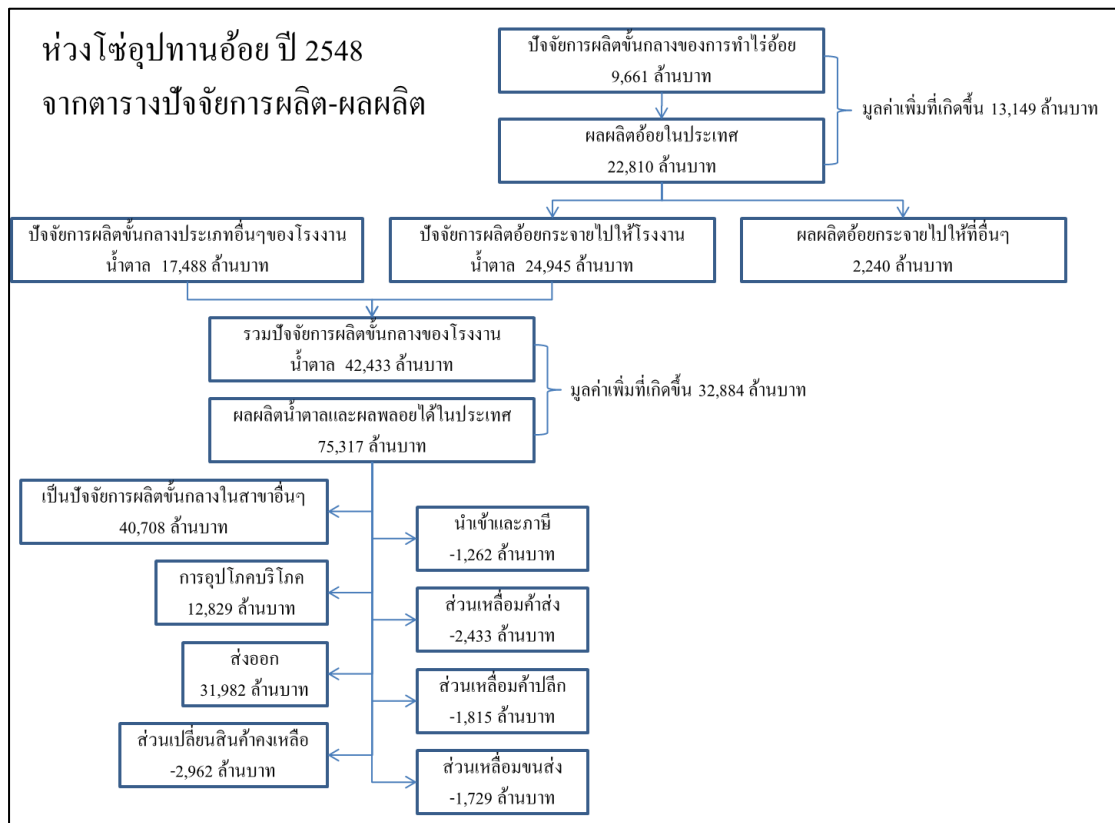 ห่วงโซ่อุปทานอ้อย ปี 2548
จากตารางปัจจัยการผลิต-ผลผลิต
ปัจจัยการผลิตขั้นกลางของการทำไร่อ้อย
9,661 ล้านบาท
มูลค่าเพิ่มที่เกิดขึ้น 13,149 ล้านบาท
ผลผลิตอ้อยในประเทศ
22,810 ล้านบาท
ปัจจัยการผลิตขั้นกลางประเภทอื่นๆของโรงงาน
น้ำตาล 17,488 ล้านบาท
ปัจจัยการผลิตอ้อยกระจายไปให้โรงงาน
น้ำตาล 24,945 ล้านบาท
ผลผลิตอ้อยกระจายไปให้ที่อื่นๆ
2,240 ล้านบาท
รวมปัจจัยการผลิตขั้นกลางของโรงงาน
น้ำตาล 42,433 ล้านบาท
มูลค่าเพิ่มที่เกิดขึ้น 32,884 ล้านบาท
ผลผลิตน้ำตาลและผลพลอยได้ในประเทศ
75,317 ล้านบาท
เป็นปัจจัยการผลิตขั้นกลางในสาขาอื่นๆ
40,708 ล้านบาท
นำเข้าและภาษี
-1,262 ล้านบาท
การอุปโภคบริโภค
12,829 ล้านบาท
ส่วนเหลื่อมค้าส่ง
-2,433 ล้านบาท
ส่งออก
31,982 ล้านบาท
ส่วนเหลื่อมค้าปลีก
-1,815 ล้านบาท
ส่วนเปลี่ยนสินค้าคงเหลือ
-2,962 ล้านบาท
ส่วนเหลื่อมขนส่ง
-1,729 ล้านบาท